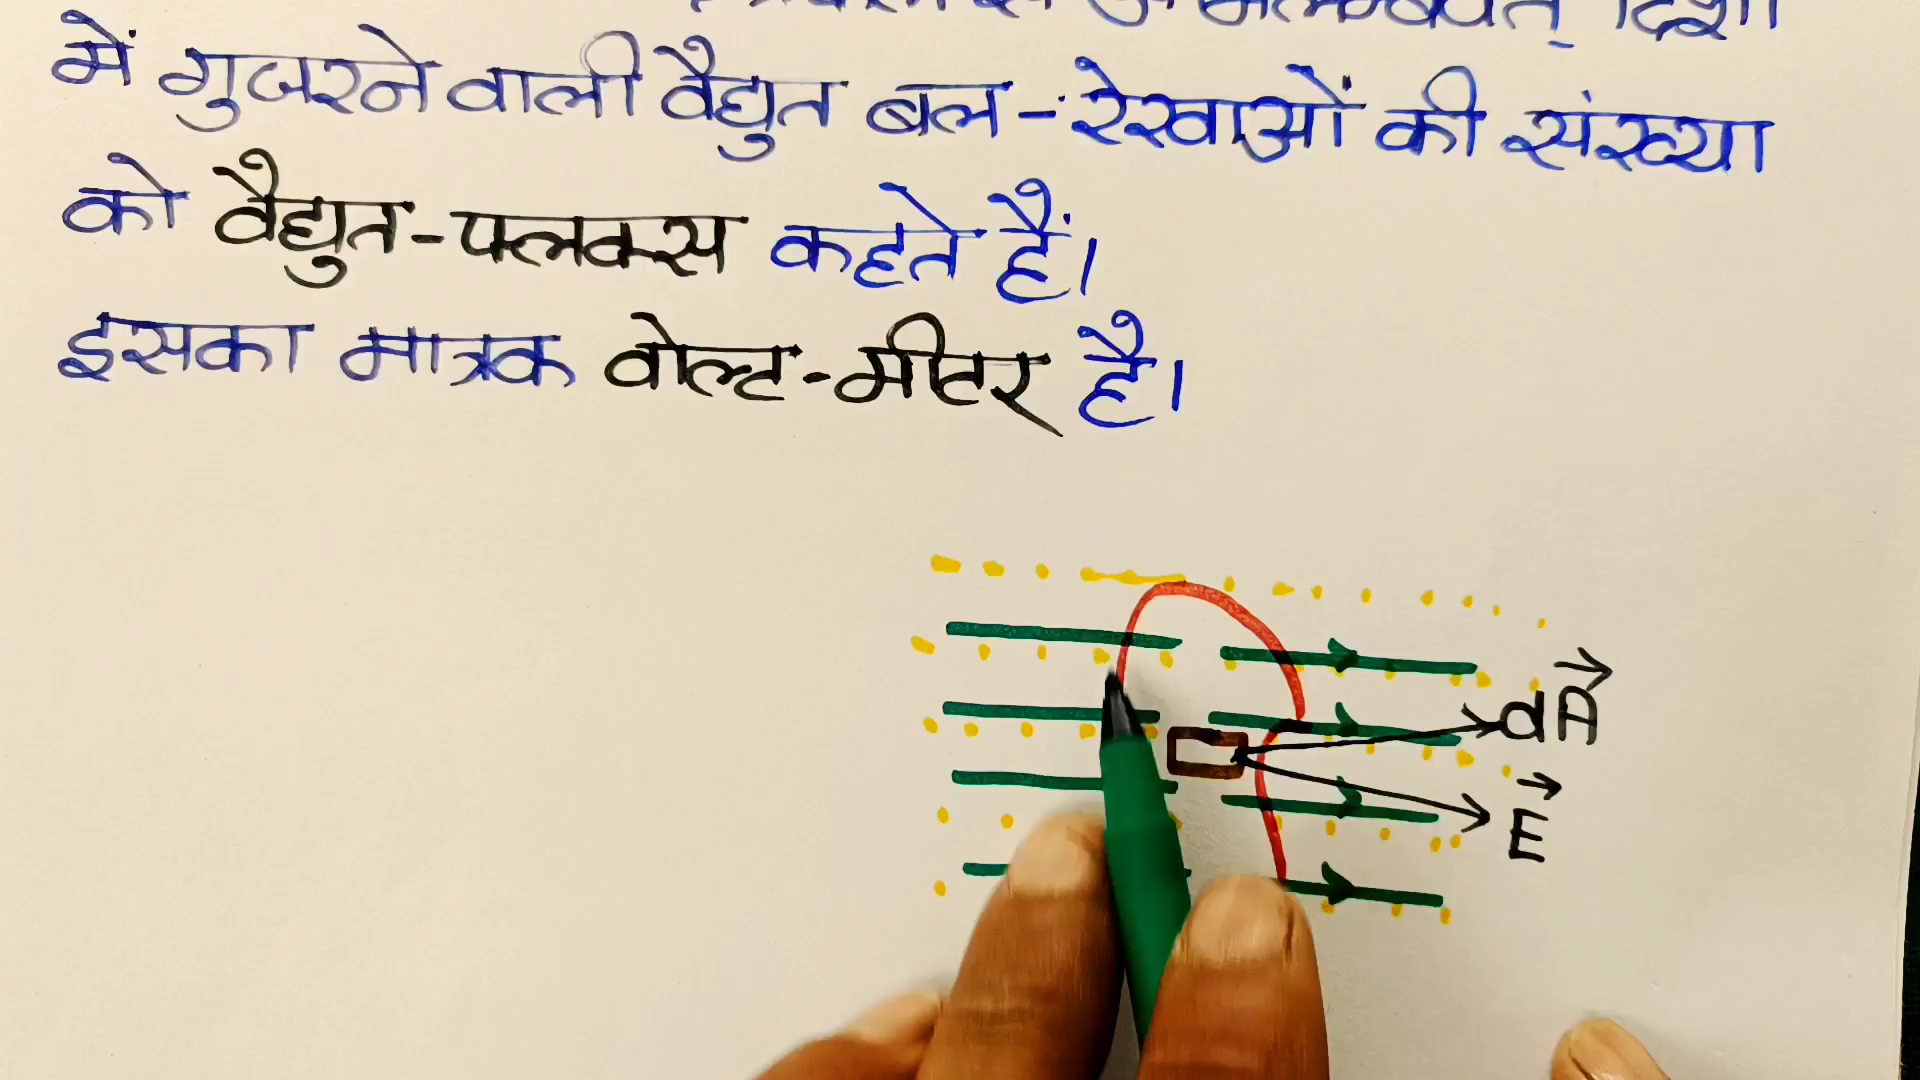 दिशा
में गुजरने वाली वैद्युत बल-रेखाओं की संख्या
को वैद्युत-फ्लक्स कहते हैं।
इसका मात्रक वोल्ट-मीटर है।
dA
E